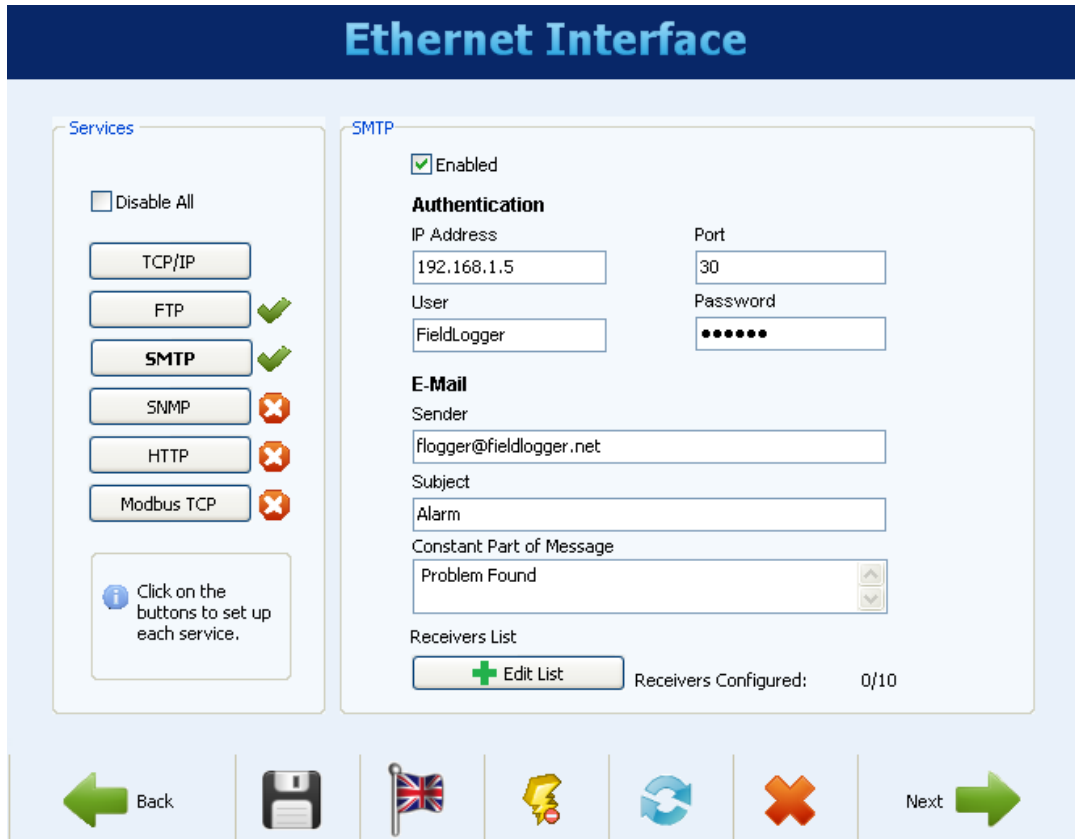 Ethernet Interface
Services
Disable All
TCP/IP
FTP
SMTP
SNMP
HTTP
Modbus TCP
Click on the
buttons to set up
each service.
SMTP
Enabled
Authentication
IP Address
Port
192.168.1.5
30
User
Password
FieldLogger
●●●●●●
E-Mail
Sender
flogger@fieldlogger.net
Subject
Alarm
Constant Part of Message
Problem Found
Receivers List
Edit List
Receivers Configured: 0/10
Back
Next